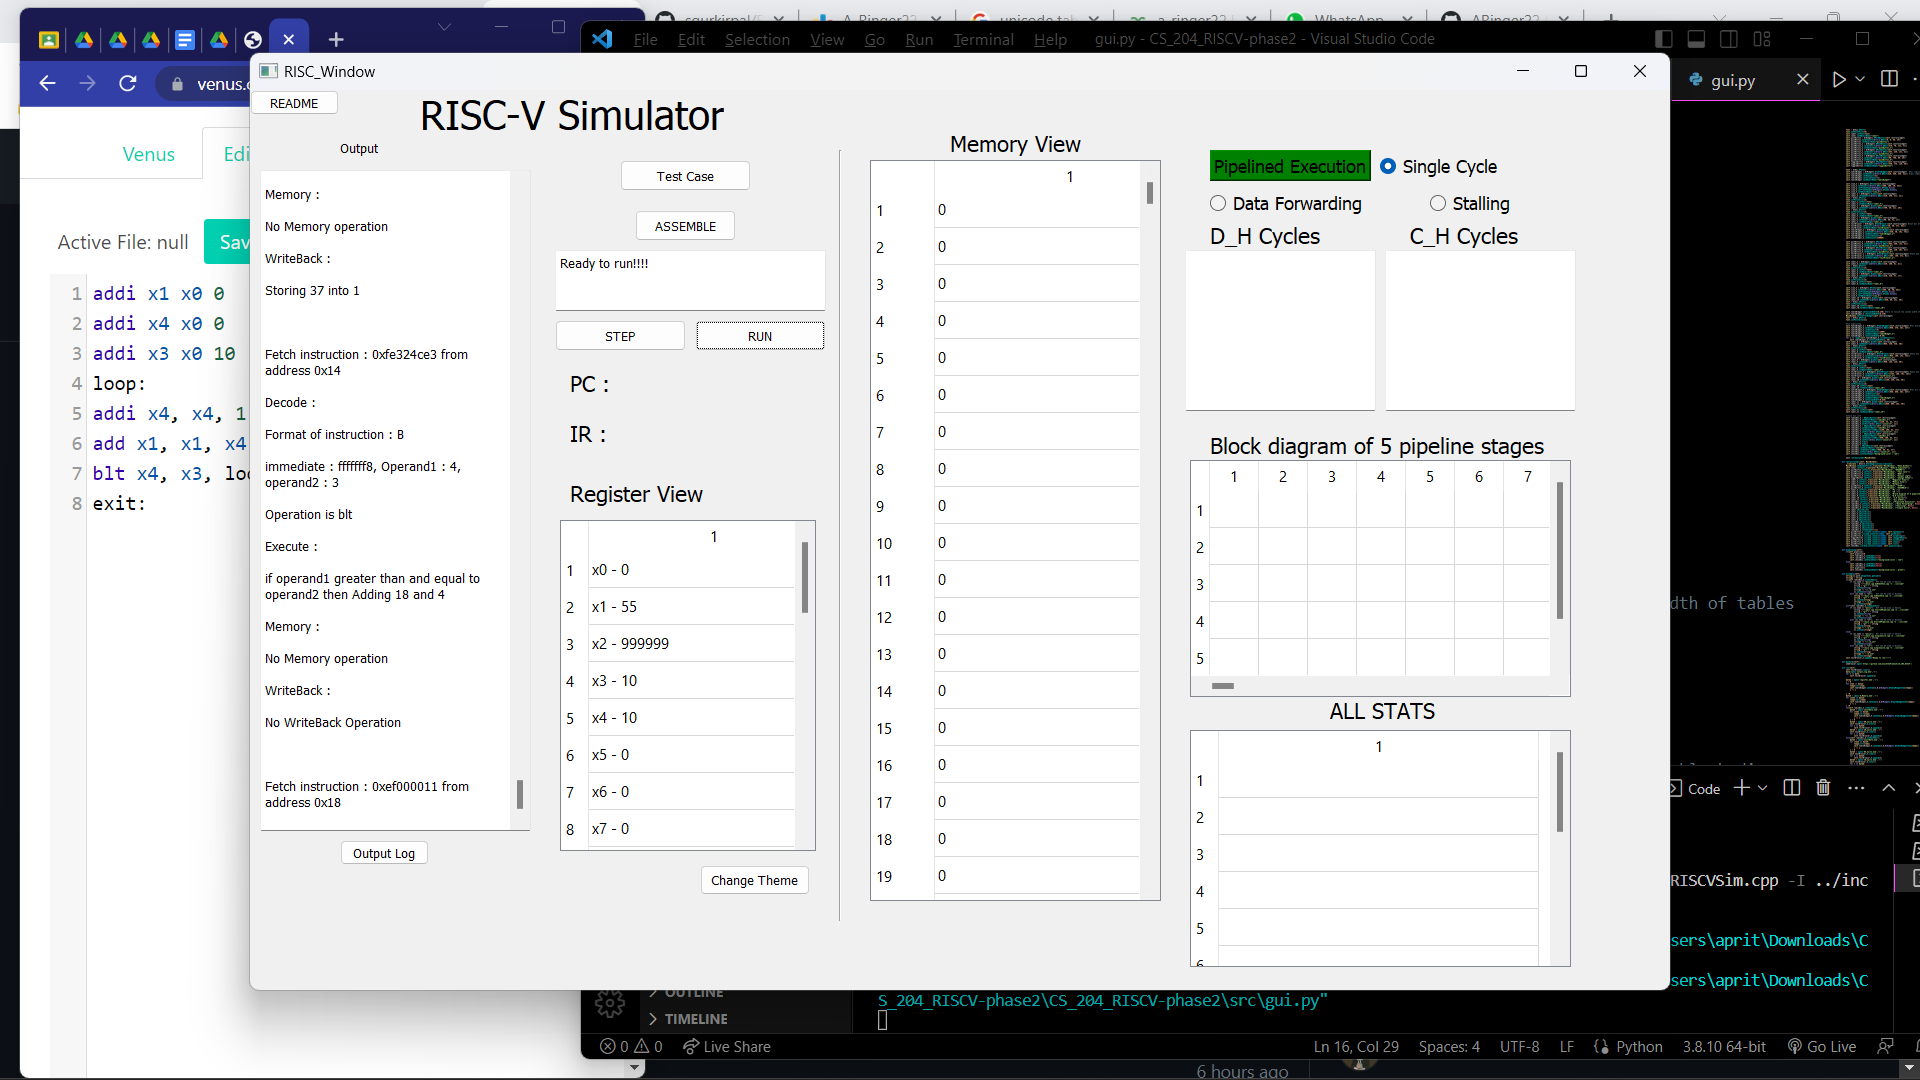 File Edit Selection View Go Run Terminal Help gui.py - CS_204_RISCV-phase2 - Visual Studio Code
venus.c
gui.py
Venus
Edi
Active File: null
Sav
1 addi x1 x0 0
2 addi x4 x0 0
3 addi x3 x0 10
4 loop:
5 addi x4, x4, 1
6 add x1, x1, x4
7 blt x4, x3, loo
8 exit:
RISC_Window
README
RISC-V Simulator
Output
Memory :
No Memory operation
WriteBack :
Storing 37 into 1
Fetch instruction : 0xfe324ce3 from
address 0x14
Decode :
Format of instruction : B
immediate : fffffff8, Operand1 : 4,
operand2 : 3
Operation is blt
Execute :
if operand1 greater than and equal to
operand2 then Adding 18 and 4
Memory :
No Memory operation
WriteBack :
No WriteBack Operation
Fetch instruction : 0xef000011 from
address 0x18
Output Log
Test Case
ASSEMBLE
Ready to run!!!!
STEP RUN
PC :
IR :
Register View
1
1 x0 - 0
2 x1 - 55
3 x2 - 999999
4 x3 - 10
5 x4 - 10
6 x5 - 0
7 x6 - 0
8 x7 - 0
Change Theme
Memory View
1
1 0
2 0
3 0
4 0
5 0
6 0
7 0
8 0
9 0
10 0
11 0
12 0
13 0
14 0
15 0
16 0
17 0
18 0
19 0
Pipelined Execution Single Cycle
Data Forwarding Stalling
D_H Cycles C_H Cycles
Block diagram of 5 pipeline stages
1 2 3 4 5 6 7
1
2
3
4
5
ALL STATS
1
1
2
3
4
5
6
dth of tables
Code
RISCVSim.cpp -I ../inc
sers\aprit\Downloads\C
sers\aprit\Downloads\C
S_204_RISCV-phase2\CS_204_RISCV-phase2\src\gui.py"
OUTLINE
TIMELINE
0 0 Live Share
Ln 16, Col 29 Spaces: 4 UTF-8 LF Python 3.8.10 64-bit Go Live
6 hours ago